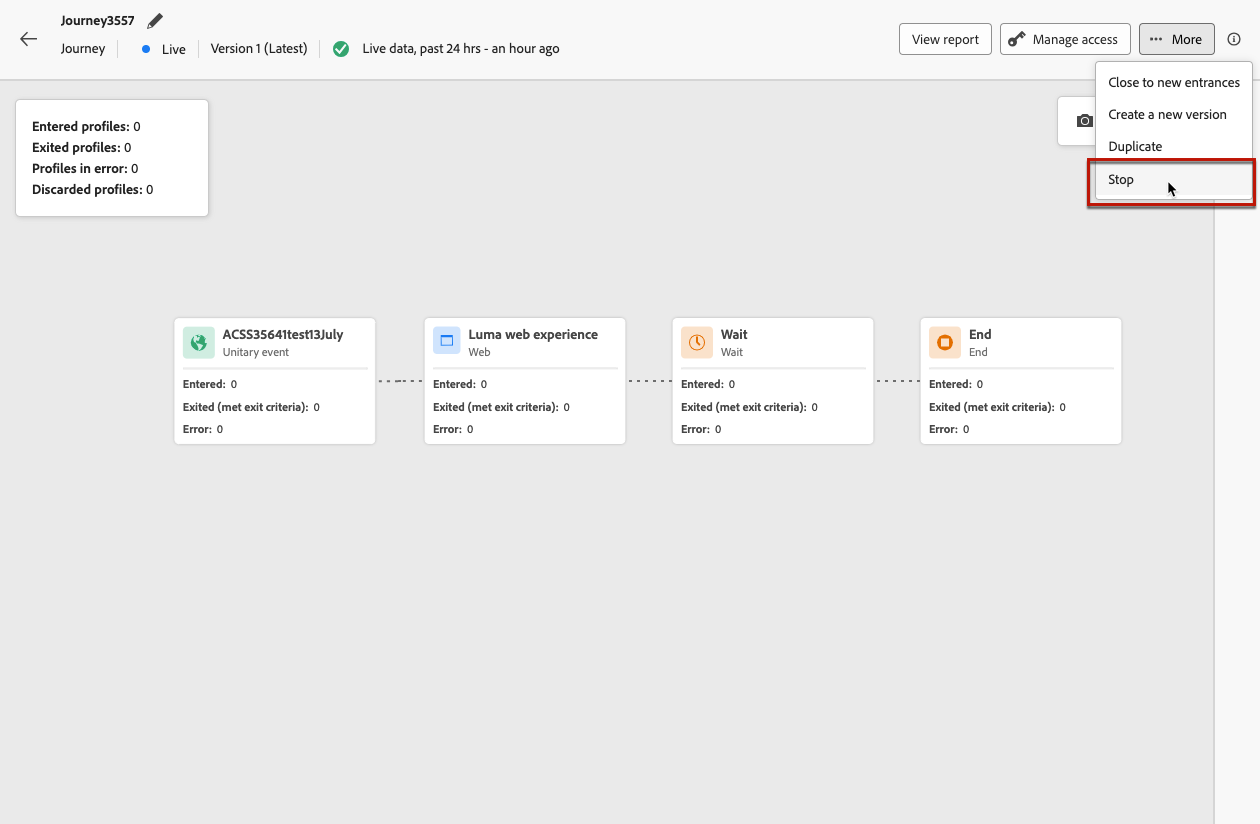 Journey3557
Journey
Live
Version 1 (Latest)
Live data, past 24 hrs - an hour ago
View report
Manage access
More
Close to new entrances
Create a new version
Duplicate
Stop
Entered profiles: 0
Exited profiles: 0
Profiles in error: 0
Discarded profiles: 0
ACSS35641test13July
Unitary event
Entered: 0
Exited (met exit criteria): 0
Error: 0
Luma web experience
Web
Entered: 0
Exited (met exit criteria): 0
Error: 0
Wait
Wait
Entered: 0
Exited (met exit criteria): 0
Error: 0
End
End
Entered: 0
Exited (met exit criteria): 0
Error: 0